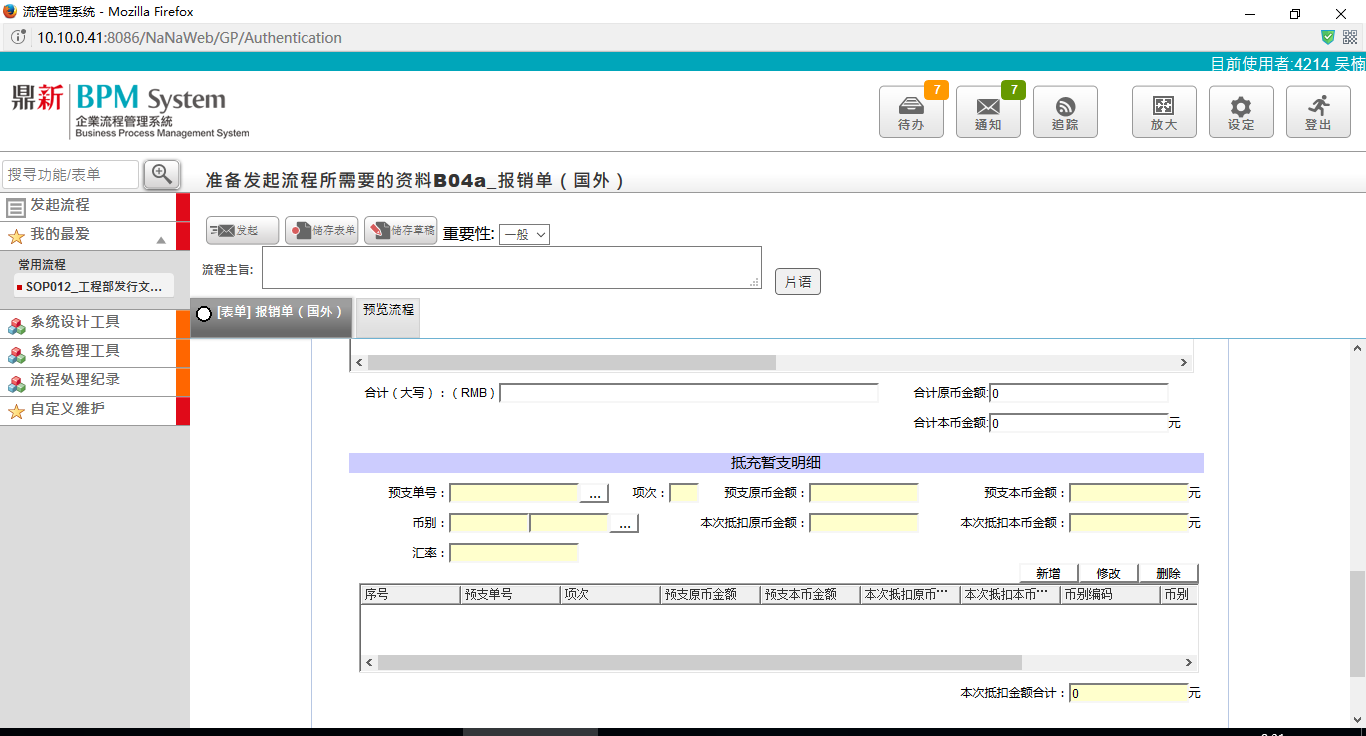 流程管理系统 - Mozilla Firefox
10.10.0.41:8086/NaNaWeb/GP/Authentication
目前使用者:4214 吴楠
鼎新 BPM System
企業流程管理系統
Business Process Management System
7
7
待办 通知 追踪 放大 设定 登出
搜寻功能/表单
准备发起流程所需要的资料B04a_报销单（国外）
发起流程
我的最爱
常用流程
SOP012_工程部发行文...
系统设计工具
系统管理工具
流程处理纪录
自定义维护
发起 储存表单 储存草稿 重要性: 一般
流程主旨:
片语
[表单] 报销单（国外） 预览流程
合计（大写）：（RMB） 合计原币金额: 0
合计本币金额: 0 元
抵充暂支明细
预支单号： ... 项次： 预支原币金额： 预支本币金额： 元
币别： ... 本次抵扣原币金额： 本次抵扣本币金额： 元
汇率：
新增 修改 删除
序号 预支单号 项次 预支原币金额 预支本币金额 本次抵扣原币… 本次抵扣本币… 币别编码 币别
本次抵扣金额合计： 0 元